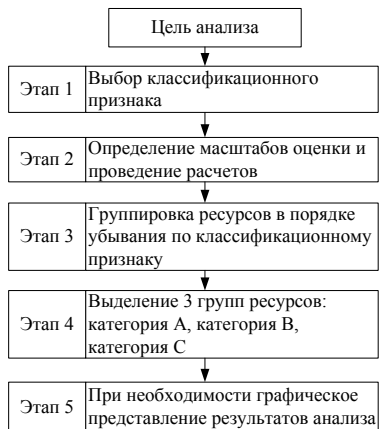 Цель анализа
Этап 1
Выбор классификационного
признака
Этап 2
Определение масштабов оценки и
проведение расчетов
Этап 3
Группировка ресурсов в порядке
убывания по классификационному
признаку
Этап 4
Выделение 3 групп ресурсов:
категория А, категория В,
категория С
Этап 5
При необходимости графическое
представление результатов анализа